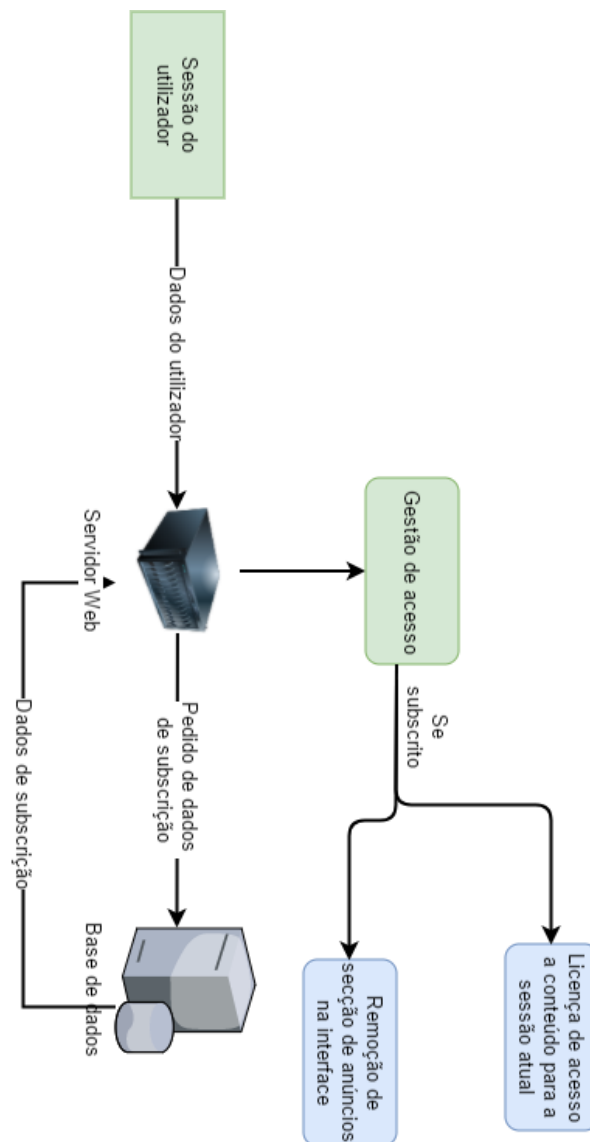 Sessão do
utilizador
Dados do utilizador
Servidor Web
Pedido de dados
de subscrição
Base de dados
Dados de subscrição
Gestão de acesso
Se
subscrito
Licença de acesso
a conteúdo para a
sessão atual
Remoção de
secção de anúncios
na interface